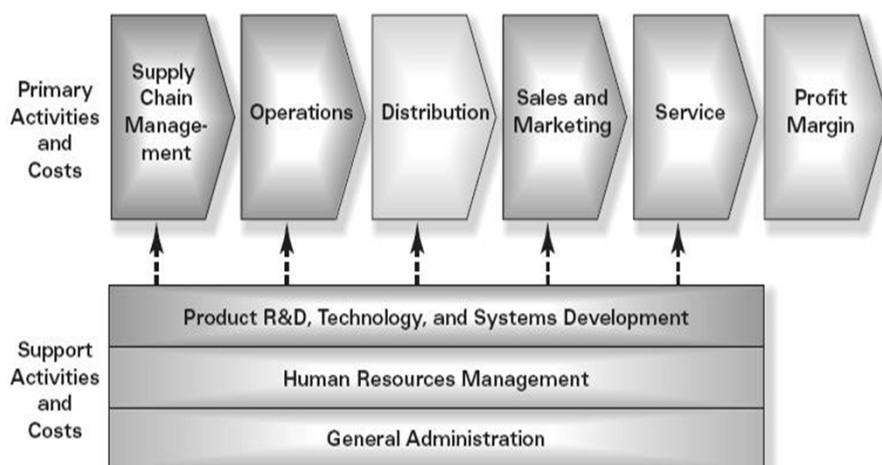 Primary
Activities
and
Costs
Supply
Chain
Manage-
ment
Operations
Distribution
Sales and
Marketing
Service
Profit
Margin
Support
Activities
and
Costs
Product R&D, Technology, and Systems Development
Human Resources Management
General Administration